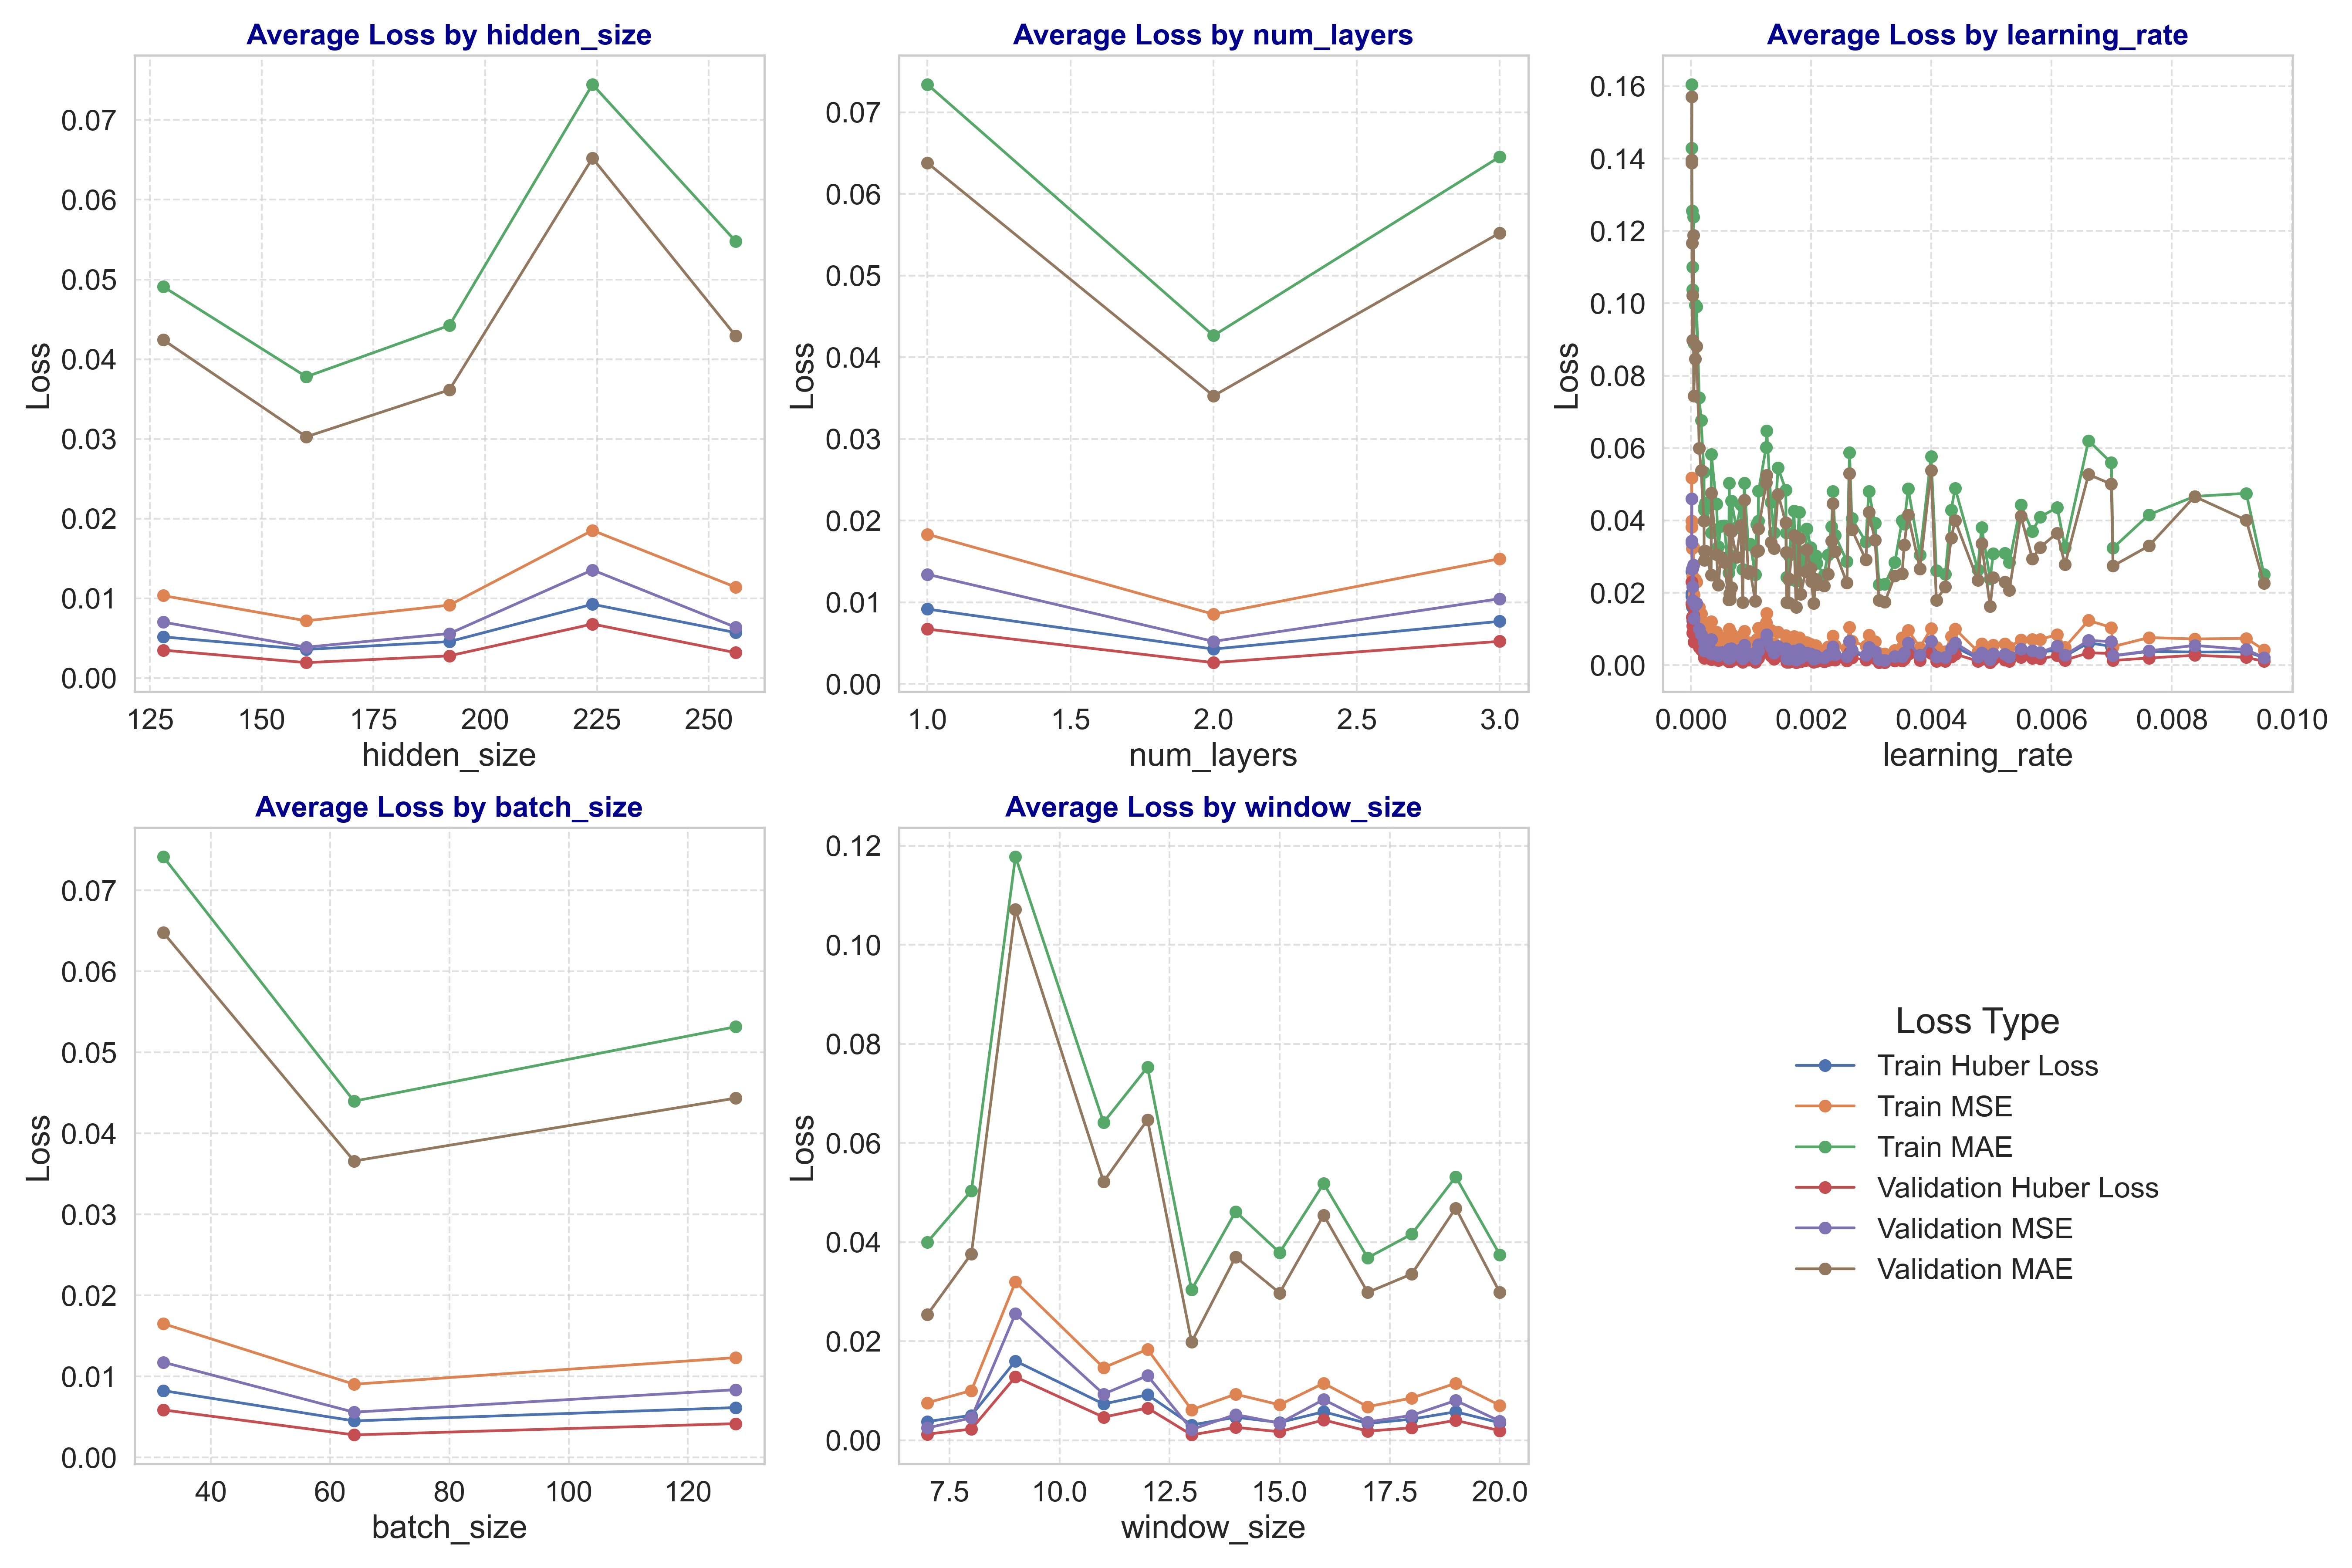 Average Loss by hidden_size
Loss
0.07
0.06
0.05
0.04
0.03
0.02
0.01
0.00
125 150 175 200 225 250
hidden_size
Average Loss by num_layers
Loss
0.07
0.06
0.05
0.04
0.03
0.02
0.01
0.00
1.0 1.5 2.0 2.5 3.0
num_layers
Average Loss by learning_rate
Loss
0.16
0.14
0.12
0.10
0.08
0.06
0.04
0.02
0.00
0.000 0.002 0.004 0.006 0.008 0.010
learning_rate
Average Loss by batch_size
Loss
0.07
0.06
0.05
0.04
0.03
0.02
0.01
0.00
40 60 80 100 120
batch_size
Average Loss by window_size
Loss
0.12
0.10
0.08
0.06
0.04
0.02
0.00
7.5 10.0 12.5 15.0 17.5 20.0
window_size
Loss Type
Train Huber Loss
Train MSE
Train MAE
Validation Huber Loss
Validation MSE
Validation MAE